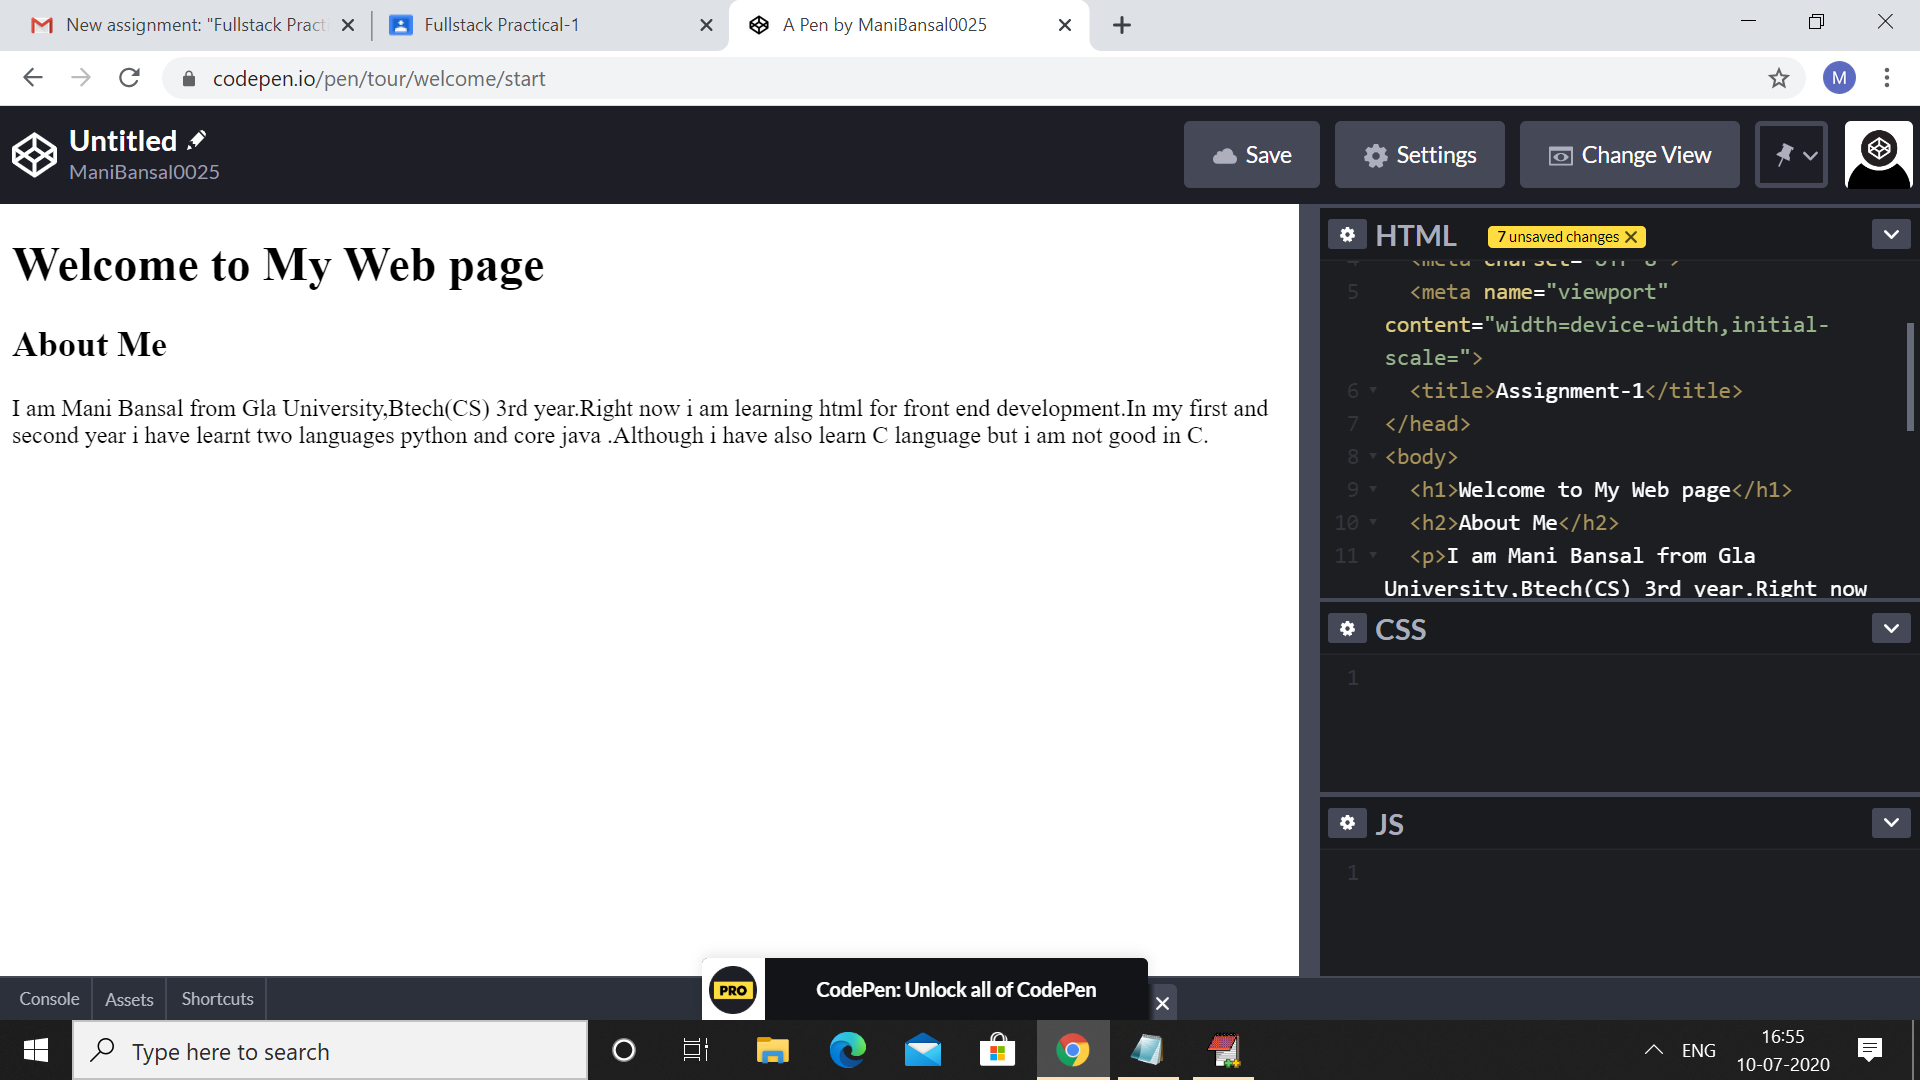 New assignment: "Fullstack Pract
Fullstack Practical-1
A Pen by ManiBansal0025
codepen.io/pen/tour/welcome/start
M
Untitled
ManiBansal0025
Save
Settings
Change View
Welcome to My Web page
About Me
I am Mani Bansal from Gla University,Btech(CS) 3rd year.Right now i am learning html for front end development.In my first and
second year i have learnt two languages python and core java .Although i have also learn C language but i am not good in C.
HTML
7 unsaved changes
4 <meta charset="utf-8">
5 <meta name="viewport"
content="width=device-width,initial-
scale=">
6 <title>Assignment-1</title>
7 </head>
8 <body>
9 <h1>Welcome to My Web page</h1>
10 <h2>About Me</h2>
11 <p>I am Mani Bansal from Gla
University,Btech(CS) 3rd year.Right now
CSS
1
JS
1
Console
Assets
Shortcuts
PRO
CodePen: Unlock all of CodePen
Type here to search
ENG
16:55
10-07-2020